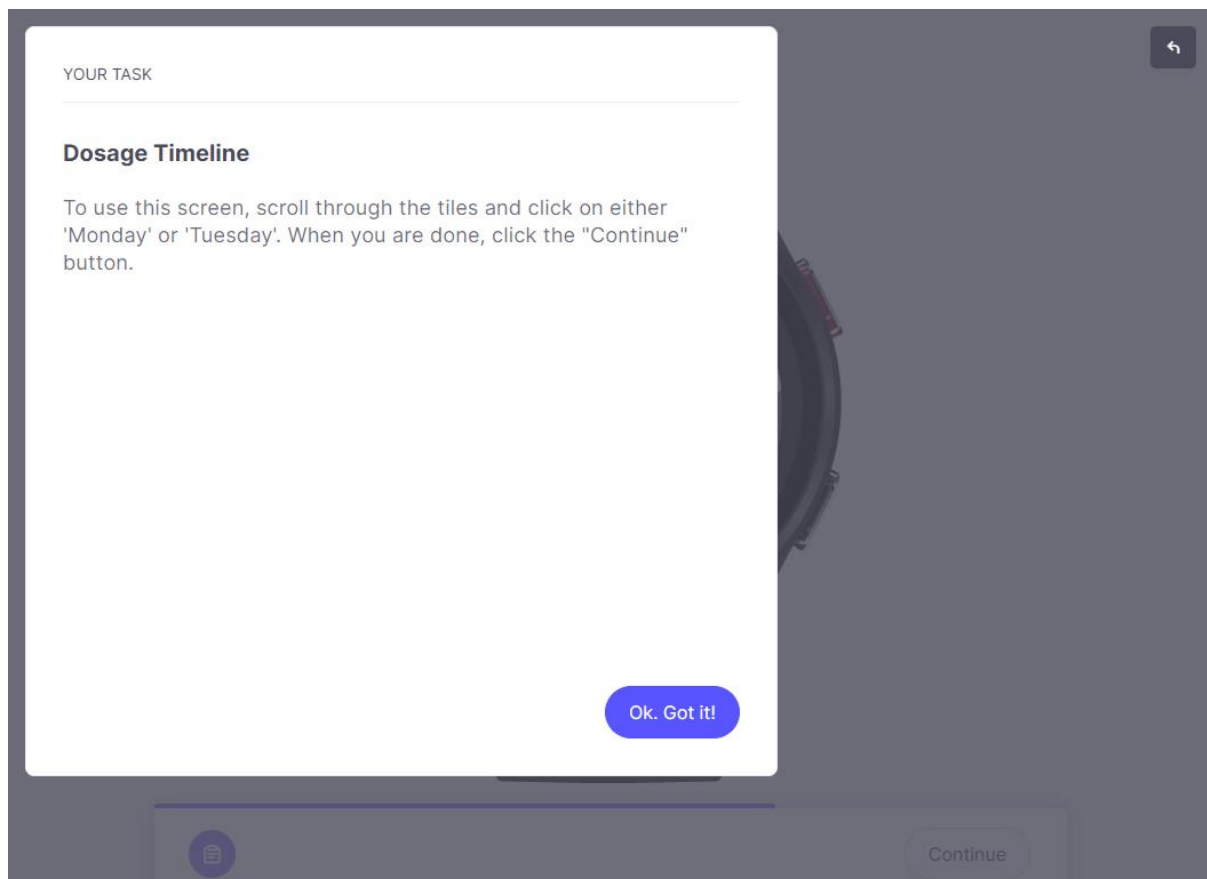 YOUR TASK
Dosage Timeline
To use this screen, scroll through the tiles and click on either
'Monday' or 'Tuesday'. When you are done, click the "Continue"
button.
Ok. Got it!
Continue